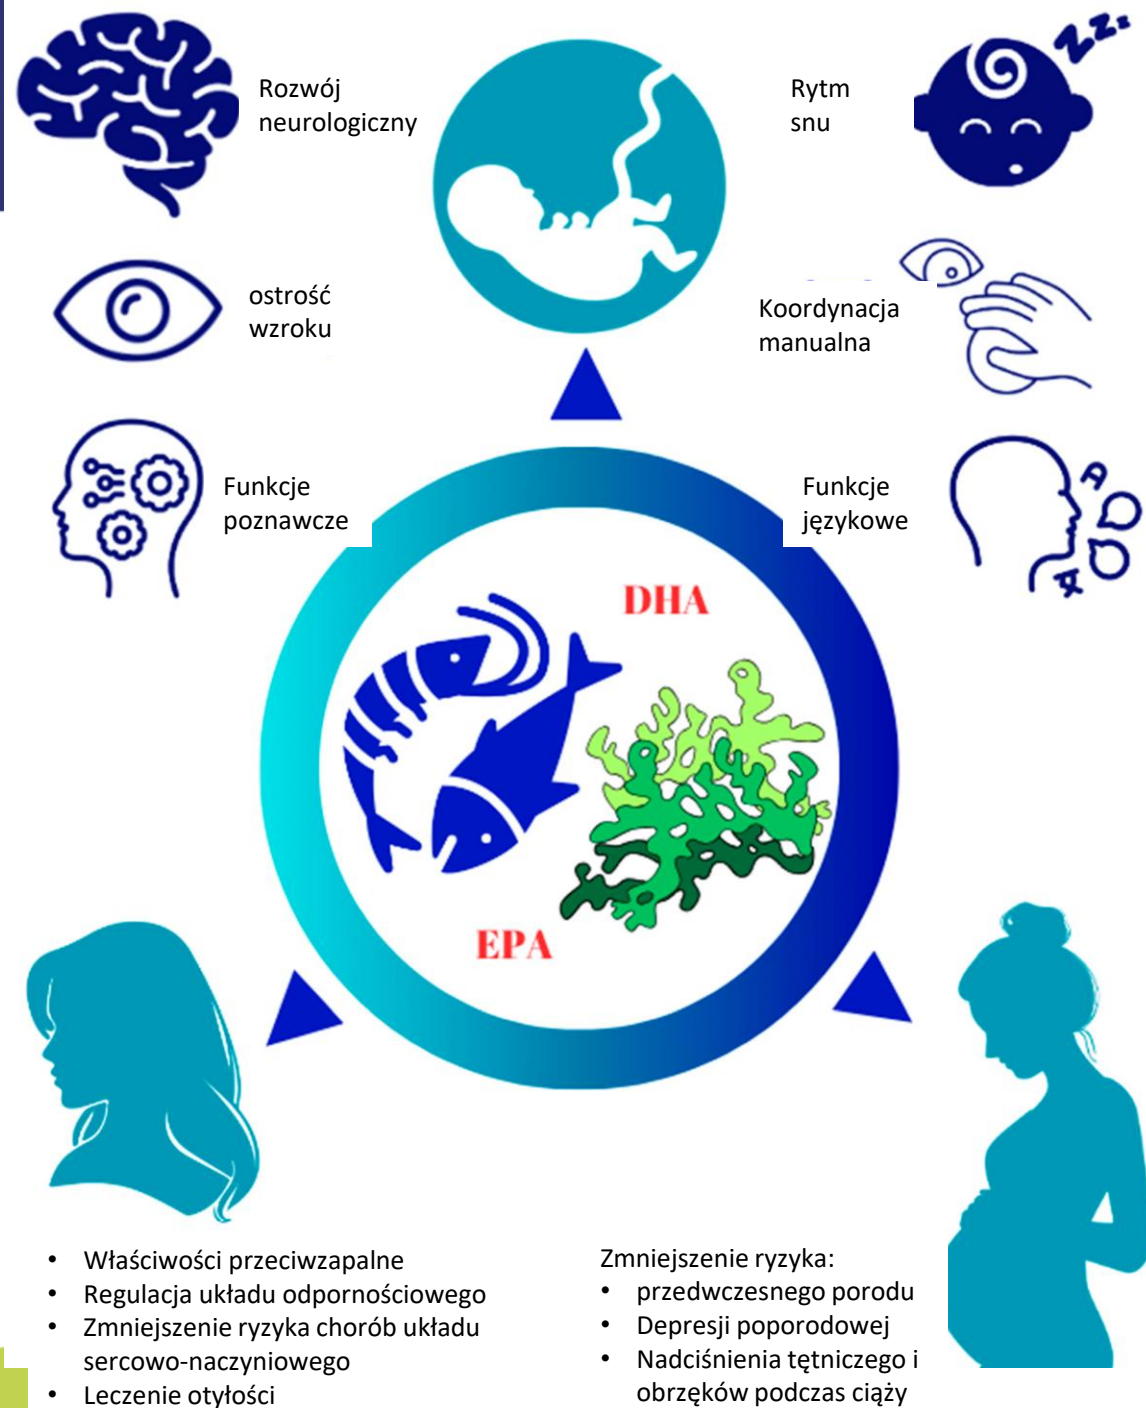 Rozwój
neurologiczny
Rytm
snu
ostrość
wzroku
Koordynacja
manualna
Funkcje
poznawcze
Funkcje
językowe
DHA
EPA
• Właściwości przeciwzapalne
• Regulacja układu odpornościowego
• Zmniejszenie ryzyka chorób układu
sercowo-naczyniowego
• Leczenie otyłości
Zmniejszenie ryzyka:
• przedwczesnego porodu
• Depresji poporodowej
• Nadciśnienia tętniczego i
obrzęków podczas ciąży